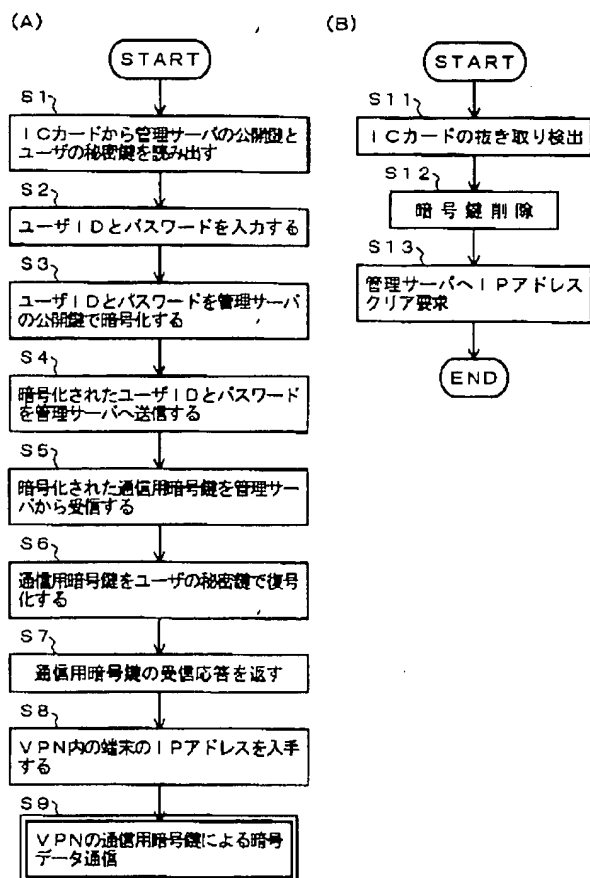 (A)
START
S1
ICカードから管理サーバの公開鍵と
ユーザの秘密鍵を読み出す
S2
ユーザIDとパスワードを入力する
S3
ユーザIDとパスワードを管理サーバ
の公開鍵で暗号化する
S4
暗号化されたユーザIDとパスワード
を管理サーバへ送信する
S5
暗号化された通信用暗号鍵を管理サー
バから受信する
S6
通信用暗号鍵をユーザの秘密鍵で復号
化する
S7
通信用暗号鍵の受信応答を返す
S8
VPN内の端末のIPアドレスを入手
する
S9
VPNの通信用暗号鍵による暗号
データ通信
(B)
START
S11
ICカードの抜き取り検出
S12
暗号鍵削除
S13
管理サーバへIPアドレス
クリア要求
END